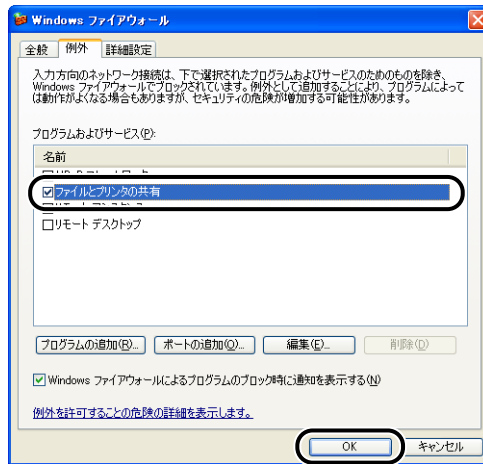 Windows ファイアウォール
全般 例外 詳細設定
入力方向のネットワーク接続は、下で選択されたプログラムおよびサービスのためのものを除き、
Windows ファイアウォールでブロックされています。例外として追加することにより、プログラムによって
は動作がよくなる場合もありますが、セキュリティの危険が増加する可能性があります。
プログラムおよびサービス(P):
名前
ファイルとプリンタの共有
リモート デスクトップ
プログラムの追加(R)... ポートの追加(O)... 編集(E)... 削除(D)
Windows ファイアウォールによるプログラムのブロック時に通知を表示する(N)
例外を許可することの危険の詳細を表示します。
OK キャンセル